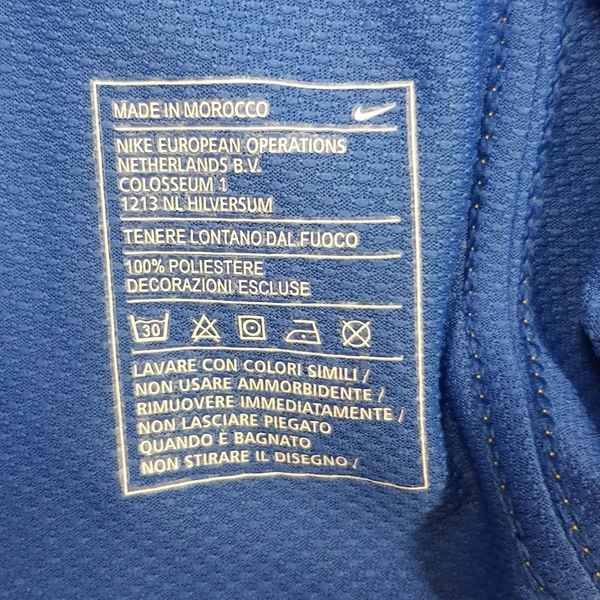 MADE IN MOROCCO
NIKE EUROPEAN OPERATIONS
NETHERLANDS B.V.
COLOSSEUM 1
1213 NL HILVERSUM
TENERE LONTANO DAL FUOCO
100% POLIESTERE
DECORAZIONI ESCLUSE
30
LAVARE CON COLORI SIMILI /
NON USARE AMMORBIDENTE /
RIMUOVERE IMMEDIATAMENTE /
NON LASCIARE PIEGATO
QUANDO È BAGNATO
NON STIRARE IL DISEGNO /